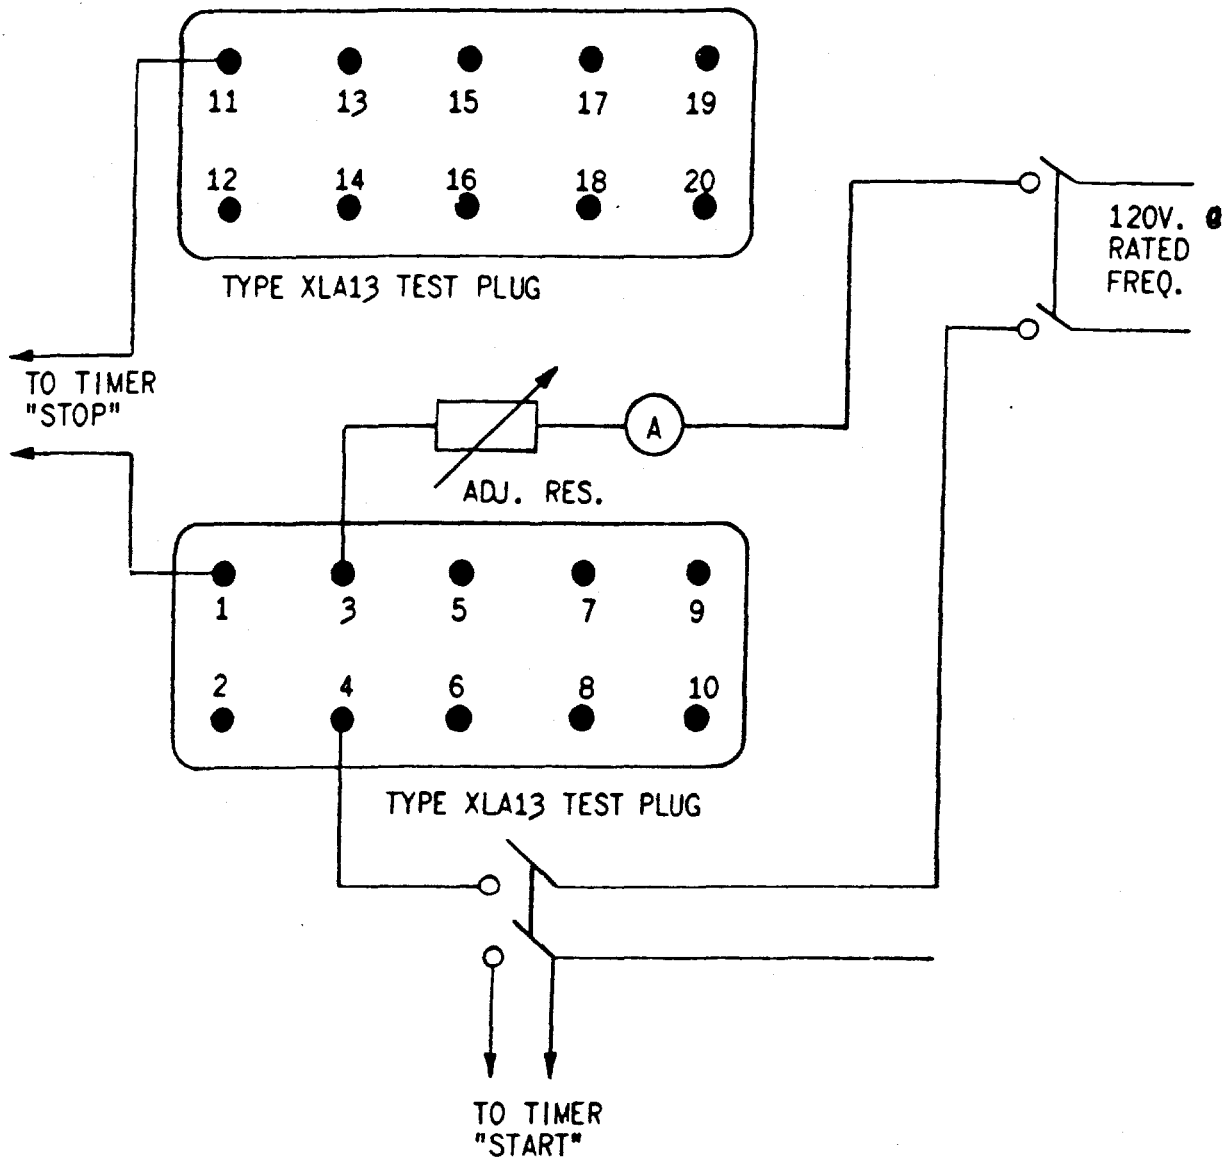 11 13 15 17 19
12 14 16 18 20
TYPE XLA13 TEST PLUG
120V. @
RATED
FREQ.
TO TIMER
"STOP"
A
ADJ. RES.
1 3 5 7 9
2 4 6 8 10
TYPE XLA13 TEST PLUG
TO TIMER
"START"